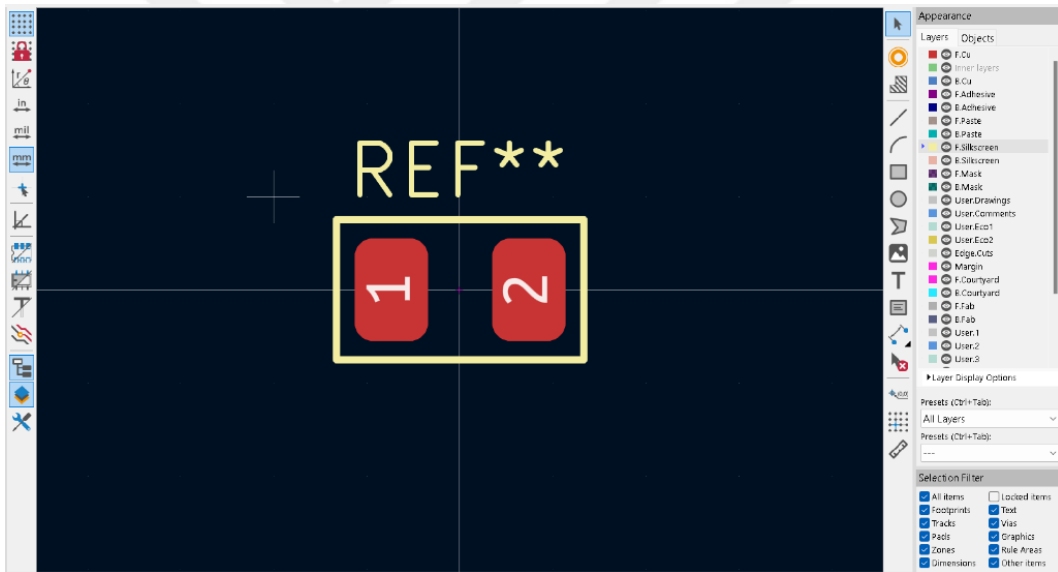 Appearance
Layers Objects
F.Cu
Inner layers
B.Cu
F.Adhesive
B.Adhesive
F.Paste
B.Paste
F.Silkscreen
B.Silkscreen
F.Mask
B.Mask
User.Drawings
User.Comments
User.Eco1
User.Eco2
Edge.Cuts
Margin
F.Courtyard
B.Courtyard
F.Fab
B.Fab
User.1
User.2
User.3
Layer Display Options
Presets (Ctrl+Tab):
All Layers
Presets (Ctrl+Tab):
---
Selection Filter
All items Locked items
Footprints Text
Tracks Vias
Pads Graphics
Zones Rule Areas
Dimensions Other items
in
mil
mm
REF**
1 2
T